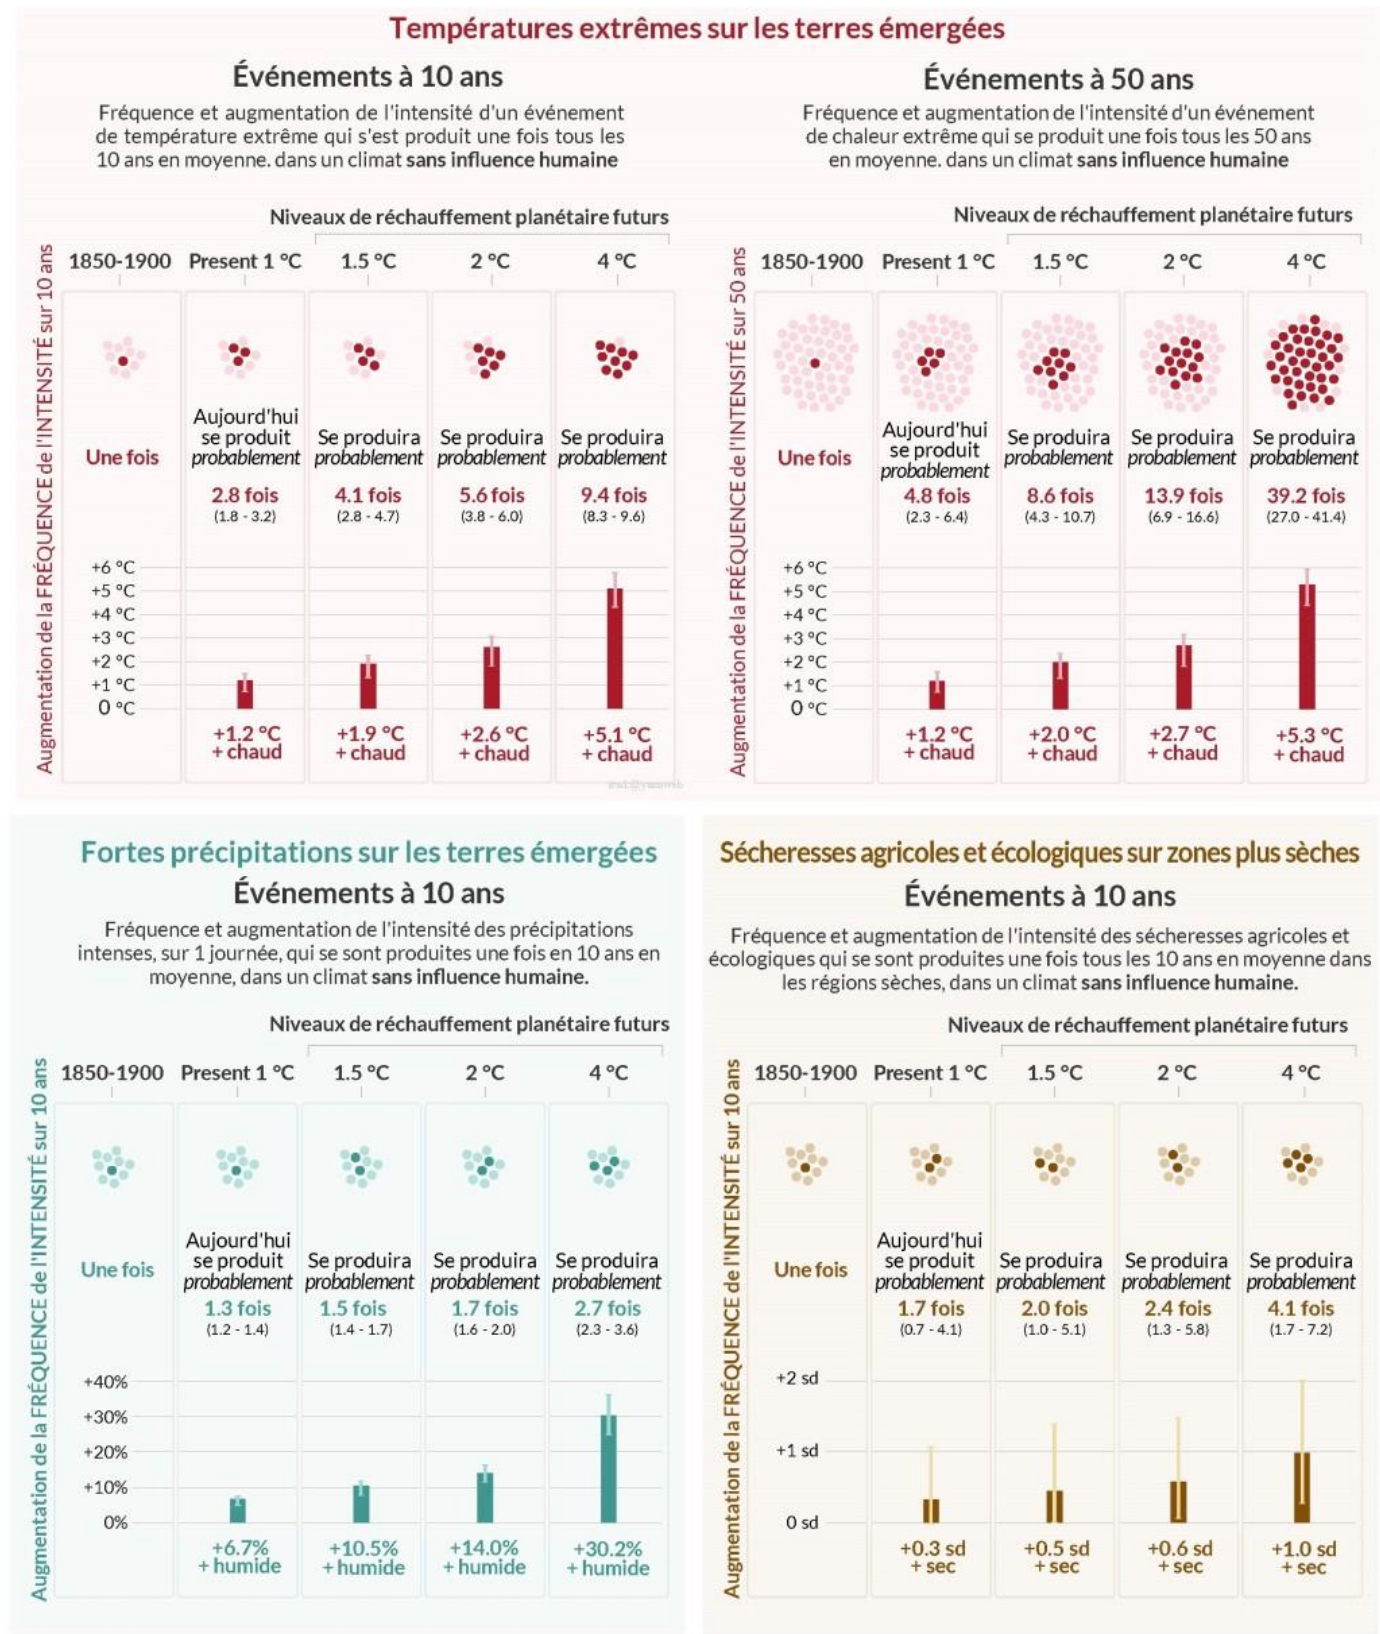 Températures extrêmes sur les terres émergées
Événements à 10 ans
Fréquence et augmentation de l'intensité d'un événement
de température extrême qui s'est produit une fois tous les
10 ans en moyenne. dans un climat sans influence humaine
Niveaux de réchauffement planétaire futurs
Augmentation de la FRÉQUENCE de l'INTENSITÉ sur 10 ans
1850-1900 Present 1 °C 1.5 °C 2 °C 4 °C
Une fois
Aujourd'hui
se produit
probablement
2.8 fois
(1.8 - 3.2)
Se produira
probablement
4.1 fois
(2.8 - 4.7)
Se produira
probablement
5.6 fois
(3.8 - 6.0)
Se produira
probablement
9.4 fois
(8.3 - 9.6)
+6 °C
+5 °C
+4 °C
+3 °C
+2 °C
+1 °C
0 °C
+1.2 °C
+ chaud
+1.9 °C
+ chaud
+2.6 °C
+ chaud
+5.1 °C
+ chaud
Événements à 50 ans
Fréquence et augmentation de l'intensité d'un événement
de chaleur extrême qui se produit une fois tous les 50 ans
en moyenne. dans un climat sans influence humaine
Niveaux de réchauffement planétaire futurs
Augmentation de la FRÉQUENCE de l'INTENSITÉ sur 50 ans
1850-1900 Present 1 °C 1.5 °C 2 °C 4 °C
Une fois
Aujourd'hui
se produit
probablement
4.8 fois
(2.3 - 6.4)
Se produira
probablement
8.6 fois
(4.3 - 10.7)
Se produira
probablement
13.9 fois
(6.9 - 16.6)
Se produira
probablement
39.2 fois
(27.0 - 41.4)
+6 °C
+5 °C
+4 °C
+3 °C
+2 °C
+1 °C
0 °C
+1.2 °C
+ chaud
+2.0 °C
+ chaud
+2.7 °C
+ chaud
+5.3 °C
+ chaud
Fortes précipitations sur les terres émergées
Événements à 10 ans
Fréquence et augmentation de l'intensité des précipitations
intenses, sur 1 journée, qui se sont produites une fois en 10 ans en
moyenne, dans un climat sans influence humaine.
Niveaux de réchauffement planétaire futurs
Augmentation de la FRÉQUENCE de l'INTENSITÉ sur 10 ans
1850-1900 Present 1 °C 1.5 °C 2 °C 4 °C
Une fois
Aujourd'hui
se produit
probablement
1.3 fois
(1.2 - 1.4)
Se produira
probablement
1.5 fois
(1.4 - 1.7)
Se produira
probablement
1.7 fois
(1.6 - 2.0)
Se produira
probablement
2.7 fois
(2.3 - 3.6)
+40%
+30%
+20%
+10%
0%
+6.7%
+ humide
+10.5%
+ humide
+14.0%
+ humide
+30.2%
+ humide
Sécheresses agricoles et écologiques sur zones plus sèches
Événements à 10 ans
Fréquence et augmentation de l'intensité des sécheresses agricoles et
écologiques qui se sont produites une fois tous les 10 ans en moyenne dans
les régions sèches, dans un climat sans influence humaine.
Niveaux de réchauffement planétaire futurs
Augmentation de la FRÉQUENCE de l'INTENSITÉ sur 10 ans
1850-1900 Present 1 °C 1.5 °C 2 °C 4 °C
Une fois
Aujourd'hui
se produit
probablement
1.7 fois
(0.7 - 4.1)
Se produira
probablement
2.0 fois
(1.0 - 5.1)
Se produira
probablement
2.4 fois
(1.3 - 5.8)
Se produira
probablement
4.1 fois
(1.7 - 7.2)
+2 sd
+1 sd
0 sd
+0.3 sd
+ sec
+0.5 sd
+ sec
+0.6 sd
+ sec
+1.0 sd
+ sec